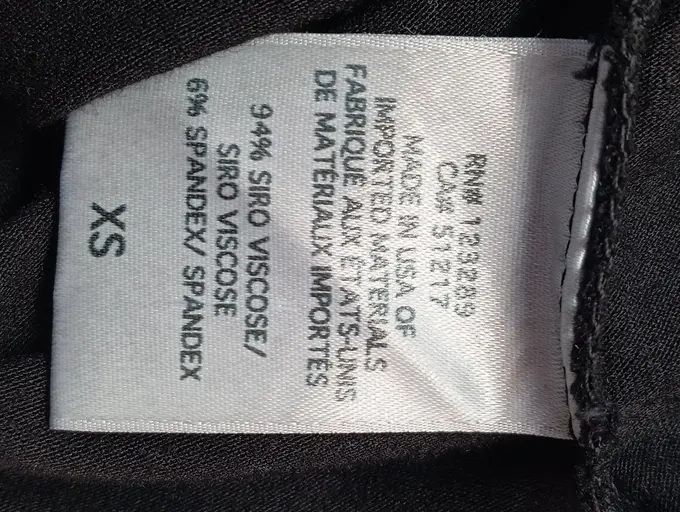 RN# 123289
CA# 51217
MADE IN USA OF
IMPORTED MATERIALS
FABRIQUE AUX ÉTATS-UNIS
DE MATÉRIAUX IMPORTÉS
94% SIRO VISCOSE/
SIRO VISCOSE
6% SPANDEX/ SPANDEX
XS